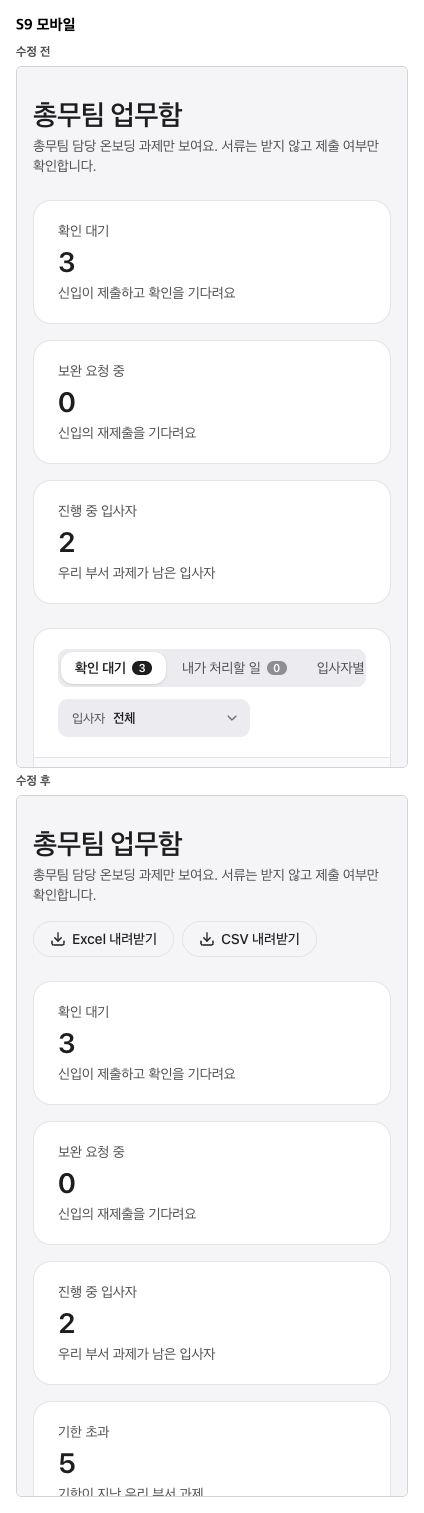 S9 모바일
수정 전
총무팀 업무함
총무팀 담당 온보딩 과제만 보여요. 서류는 받지 않고 제출 여부만
확인합니다.
확인 대기
3
신입이 제출하고 확인을 기다려요
보완 요청 중
0
신입의 재제출을 기다려요
진행 중 입사자
2
우리 부서 과제가 남은 입사자
확인 대기 3 내가 처리할 일 0 입사자별
입사자 전체
수정 후
총무팀 업무함
총무팀 담당 온보딩 과제만 보여요. 서류는 받지 않고 제출 여부만
확인합니다.
Excel 내려받기 CSV 내려받기
확인 대기
3
신입이 제출하고 확인을 기다려요
보완 요청 중
0
신입의 재제출을 기다려요
진행 중 입사자
2
우리 부서 과제가 남은 입사자
기한 초과
5
기한이 지난 우리 부서 과제